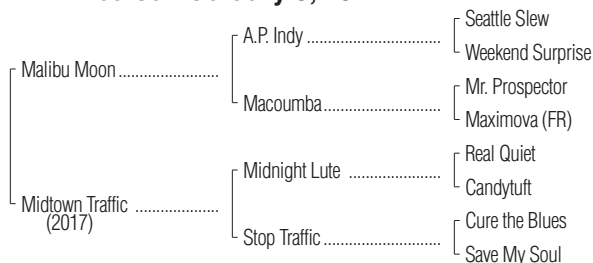 Seattle Slew
A.P. Indy
Weekend Surprise
Malibu Moon
Mr. Prospector
Macoumba
Maximova (FR)
Real Quiet
Midnight Lute
Candytuft
Midtown Traffic
(2017)
Cure the Blues
Stop Traffic
Save My Soul